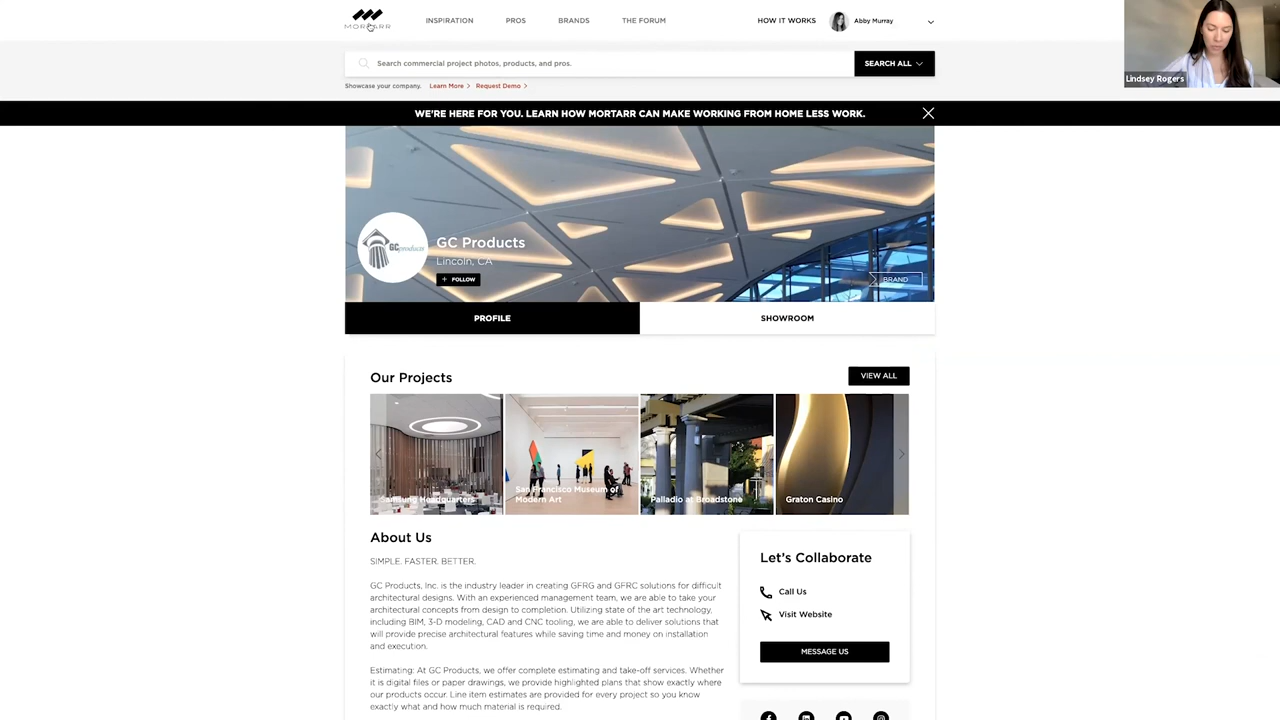 MORTARR
INSPIRATION
PROS
BRANDS
THE FORUM
HOW IT WORKS
Abby Murray
Lindsey Rogers
Search commercial project photos, products, and pros.
SEARCH ALL
Showcase your company.
Learn More
Request Demo
WE'RE HERE FOR YOU. LEARN HOW MORTARR CAN MAKE WORKING FROM HOME LESS WORK.
GC products
GC Products
Lincoln, CA
+ FOLLOW
BRAND
PROFILE
SHOWROOM
Our Projects
VIEW ALL
Samsung Headquarters
San Francisco Museum of
Modern Art
Palladio at Broadstone
Graton Casino
About Us
SIMPLE. FASTER. BETTER.
GC Products, Inc. is the industry leader in creating GFRG and GFRC solutions for difficult
architectural designs. With an experienced management team, we are able to take your
architectural concepts from design to completion. Utilizing state of the art technology,
including BIM, 3-D modeling, CAD and CNC tooling, we are able to deliver solutions that
will provide precise architectural features while saving time and money on installation
and execution.
Estimating: At GC Products, we offer complete estimating and take-off services. Whether
it is digital files or paper drawings, we provide highlighted plans that show exactly where
our products occur. Line item estimates are provided for every project so you know
exactly what and how much material is required.
Let's Collaborate
Call Us
Visit Website
MESSAGE US